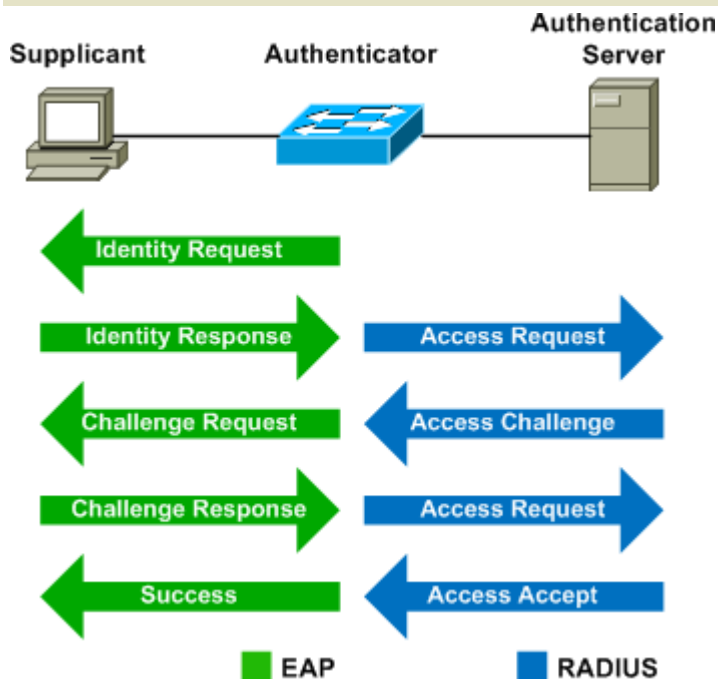 Supplicant
Authenticator
Authentication
Server
Identity Request
Identity Response
Access Request
Challenge Request
Access Challenge
Challenge Response
Access Request
Success
Access Accept
EAP
RADIUS